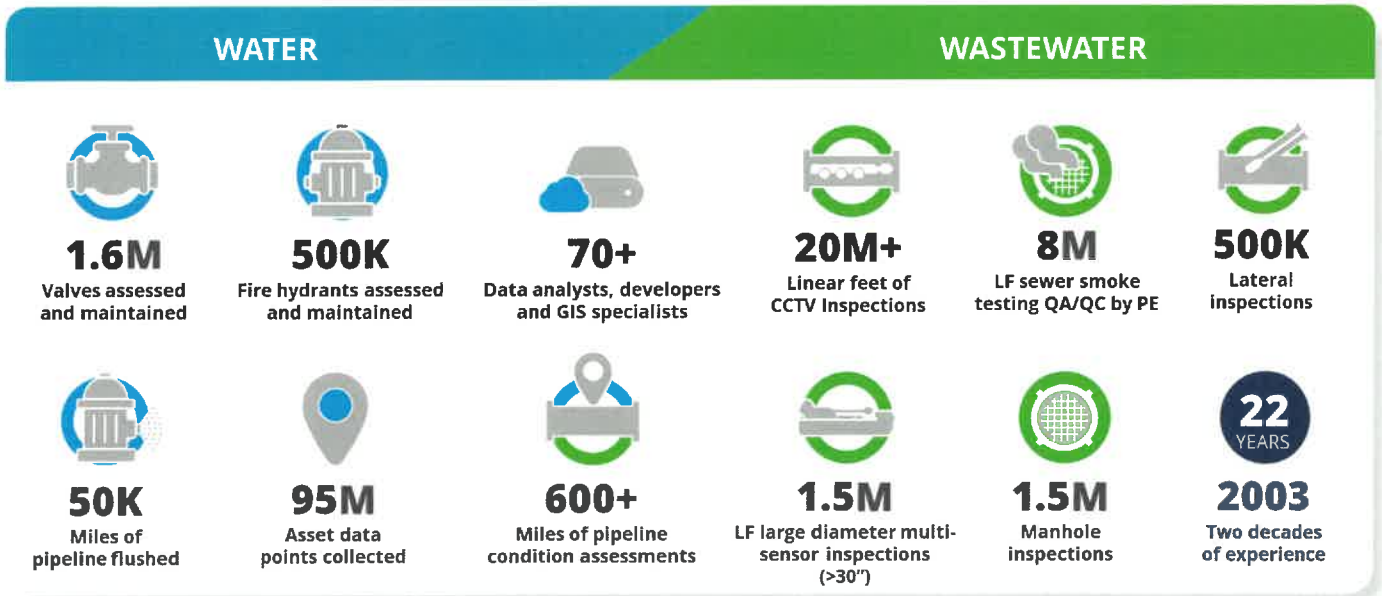 WATER
WASTEWATER
1.6M
Valves assessed
and maintained
500K
Fire hydrants assessed
and maintained
70+
Data analysts, developers
and GIS specialists
20M+
Linear feet of
CCTV Inspections
8M
LF sewer smoke
testing QA/QC by PE
500K
Lateral
inspections
50K
Miles of
pipeline flushed
95M
Asset data
points collected
600+
Miles of pipeline
condition assessments
1.5M
LF large diameter multi-
sensor inspections
(>30")
1.5M
Manhole
inspections
22
YEARS
2003
Two decades
of experience